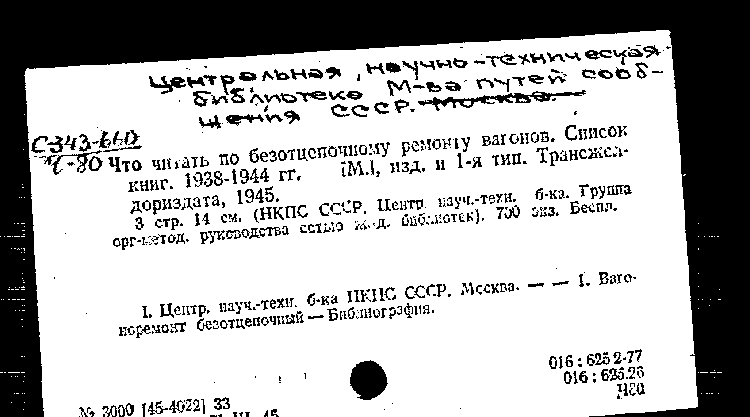 Центральная научно-техническая
библиотека М-ва путей сооб-
щения СССР. Москва.
Что читать по безотцепочному ремонту вагонов. Список
книг. 1938-1944 гг. [М.], изд. и 1-я тип. Трансжел-
дориздата, 1945.
3 стр. 14 см. (НКПС СССР. Центр. науч.-техн. б-ка. Группа
орг-метод. руководства сетью ж.-д. библиотек). 700 экз. Беспл.
I. Центр. науч.-техн. б-ка НКПС СССР. Москва. — — 1. Ваго-
норемонт безотцепочный — Библиография.
016 : 625.2-77
016 : 625.26
№ 3000 [45-4022] 33